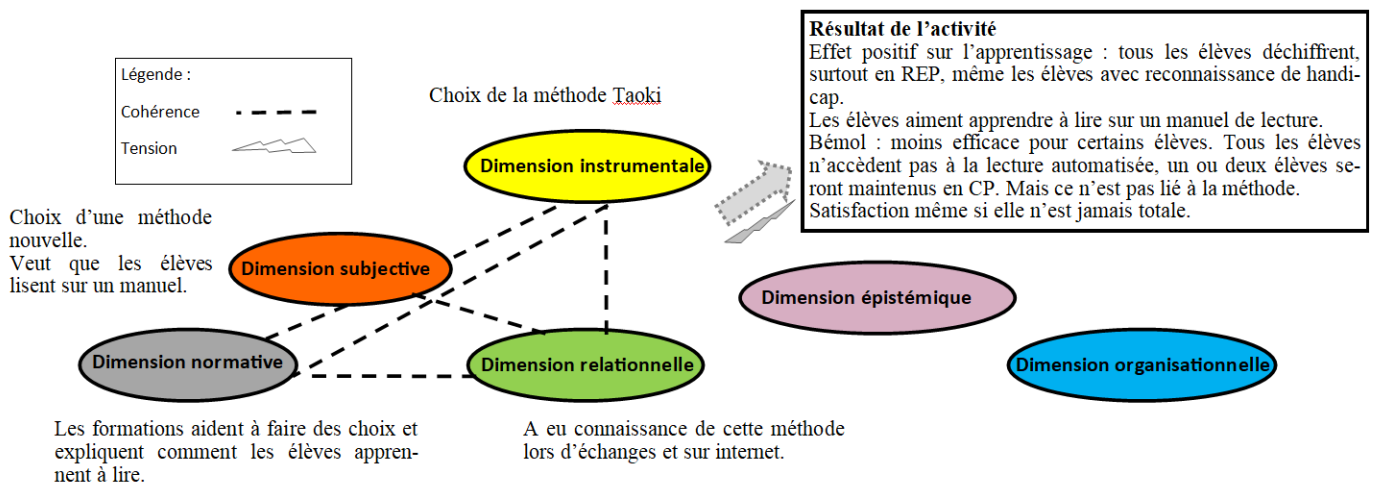 Légende :
Cohérence
Tension
Choix de la méthode Taoki
Résultat de l’activité
Effet positif sur l’apprentissage : tous les élèves déchiffrent,
surtout en REP, même les élèves avec reconnaissance de handi-
cap.
Les élèves aiment apprendre à lire sur un manuel de lecture.
Bémol : moins efficace pour certains élèves. Tous les élèves
n’accèdent pas à la lecture automatisée, un ou deux élèves se-
ront maintenus en CP. Mais ce n’est pas lié à la méthode.
Satisfaction même si elle n’est jamais totale.
Dimension instrumentale
Choix d’une méthode
nouvelle.
Veut que les élèves
lisent sur un manuel.
Dimension subjective
Dimension épistémique
Dimension normative
Dimension relationnelle
Dimension organisationnelle
Les formations aident à faire des choix et
expliquent comment les élèves appren-
nent à lire.
A eu connaissance de cette méthode
lors d’échanges et sur internet.